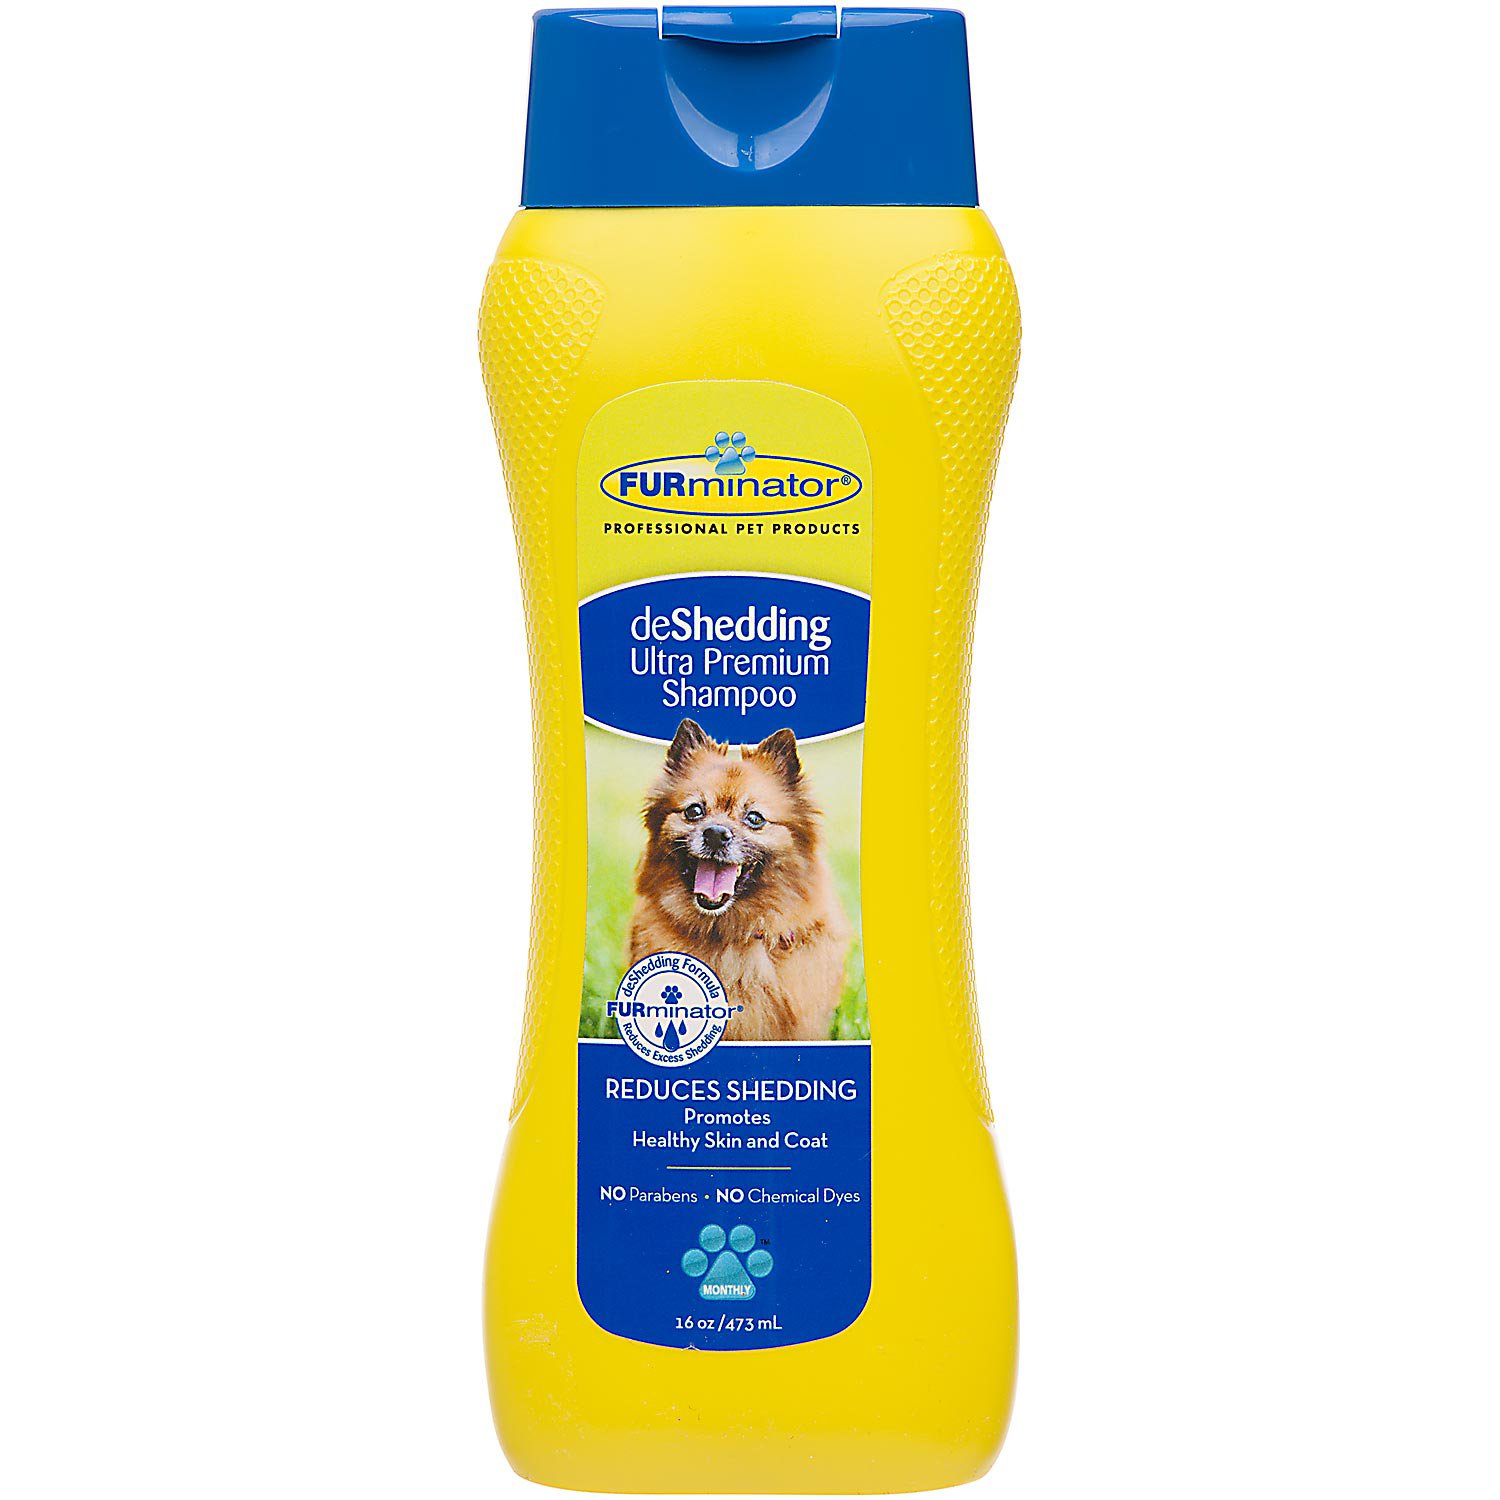 FURminator®
PROFESSIONAL PET PRODUCTS
deShedding
Ultra Premium
Shampoo
deShedding Formula
FURminator®
Reduces Excess Shedding
REDUCES SHEDDING
Promotes
Healthy Skin and Coat
NO Parabens • NO Chemical Dyes
™
MONTHLY
16 oz/473 mL